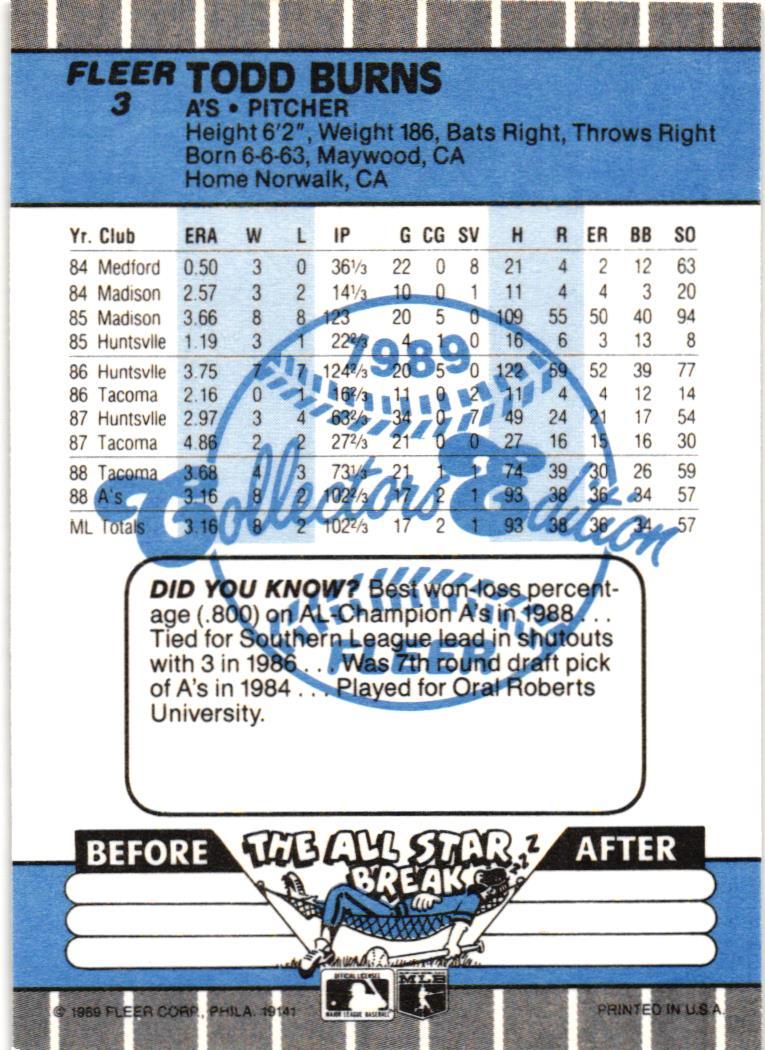 FLEER TODD BURNS
3 A'S • PITCHER
Height 6'2", Weight 186, Bats Right, Throws Right
Born 6-6-63, Maywood, CA
Home Norwalk, CA
Yr. Club ERA W L IP G CG SV H R ER BB SO
84 Medford 0.50 3 0 36⅓ 22 0 8 21 4 2 12 63
84 Madison 2.57 3 2 14⅓ 10 0 1 11 4 4 3 20
85 Madison 3.66 8 8 123 20 5 0 109 55 50 40 94
85 Huntsvlle 1.19 3 1 22⅔ 4 1 0 16 6 3 13 8
86 Huntsvlle 3.75 7 7 124⅔ 20 5 0 122 59 52 39 77
86 Tacoma 2.16 0 1 16⅔ 11 0 2 11 4 4 12 14
87 Huntsvlle 2.97 3 4 63⅔ 34 0 7 49 24 21 17 54
87 Tacoma 4.86 2 2 27⅔ 21 0 0 27 16 15 16 30
88 Tacoma 3.68 4 3 73⅓ 21 1 1 74 39 30 26 59
88 A's 3.16 8 2 102⅔ 17 2 1 93 38 36 34 57
ML Totals 3.16 8 2 102⅔ 17 2 1 93 38 36 34 57
1989
Collectors Edition
FLEER
DID YOU KNOW? Best won-loss percent-
age (.800) on AL-Champion A's in 1988 . . .
Tied for Southern League lead in shutouts
with 3 in 1986 . . . Was 7th round draft pick
of A's in 1984 . . . Played for Oral Roberts
University.
BEFORE THE ALL STAR BREAK ZZZ AFTER
OFFICIAL LICENSEE
MAJOR LEAGUE BASEBALL
© 1989 FLEER CORP., PHILA. 19141 PRINTED IN U.S.A.